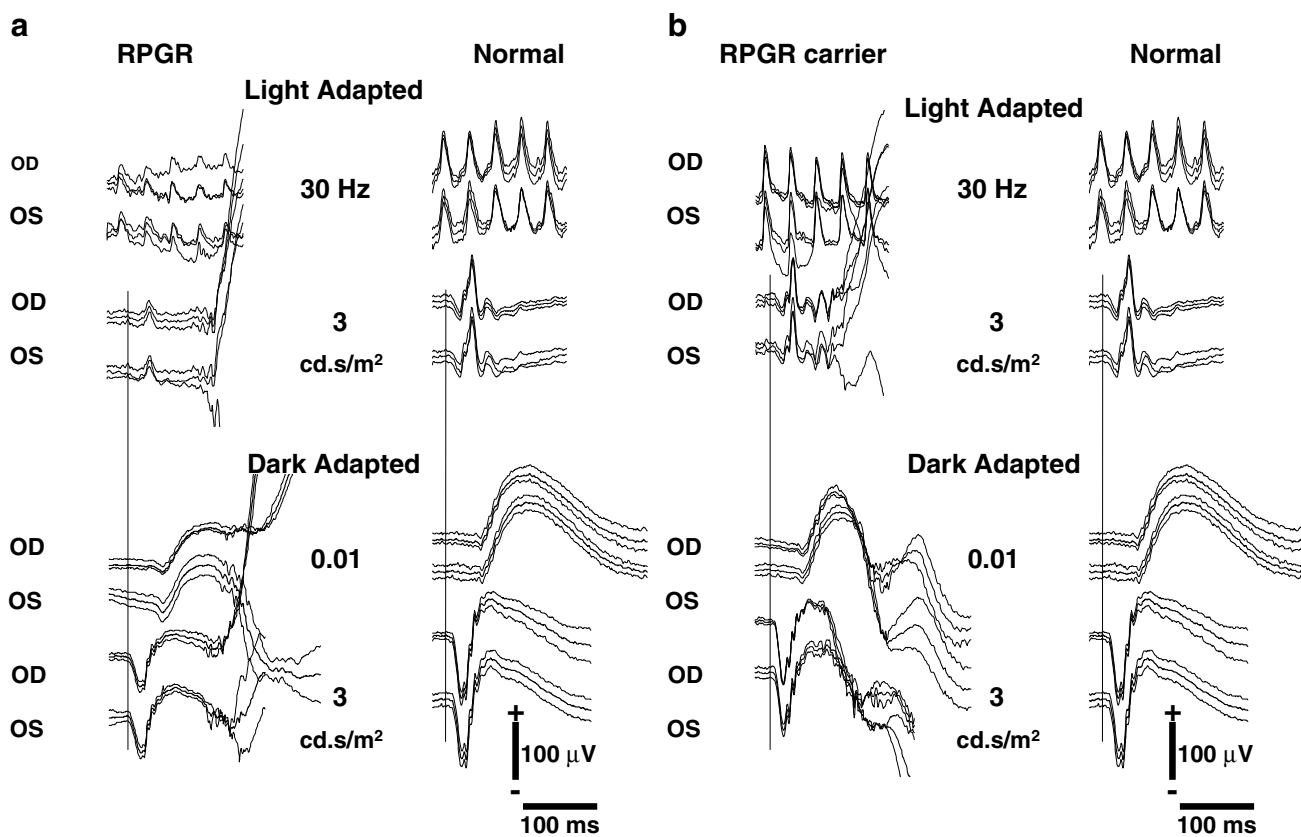 a
RPGR
Normal
Light Adapted
OD
30 Hz
OS
OD
3
OS
cd.s/m²
Dark Adapted
OD
0.01
OS
OD
3
OS
cd.s/m²
+
100 µV
-
100 ms
b
RPGR carrier
Normal
Light Adapted
OD
30 Hz
OS
OD
3
OS
cd.s/m²
Dark Adapted
OD
0.01
OS
OD
3
OS
cd.s/m²
+
100 µV
-
100 ms